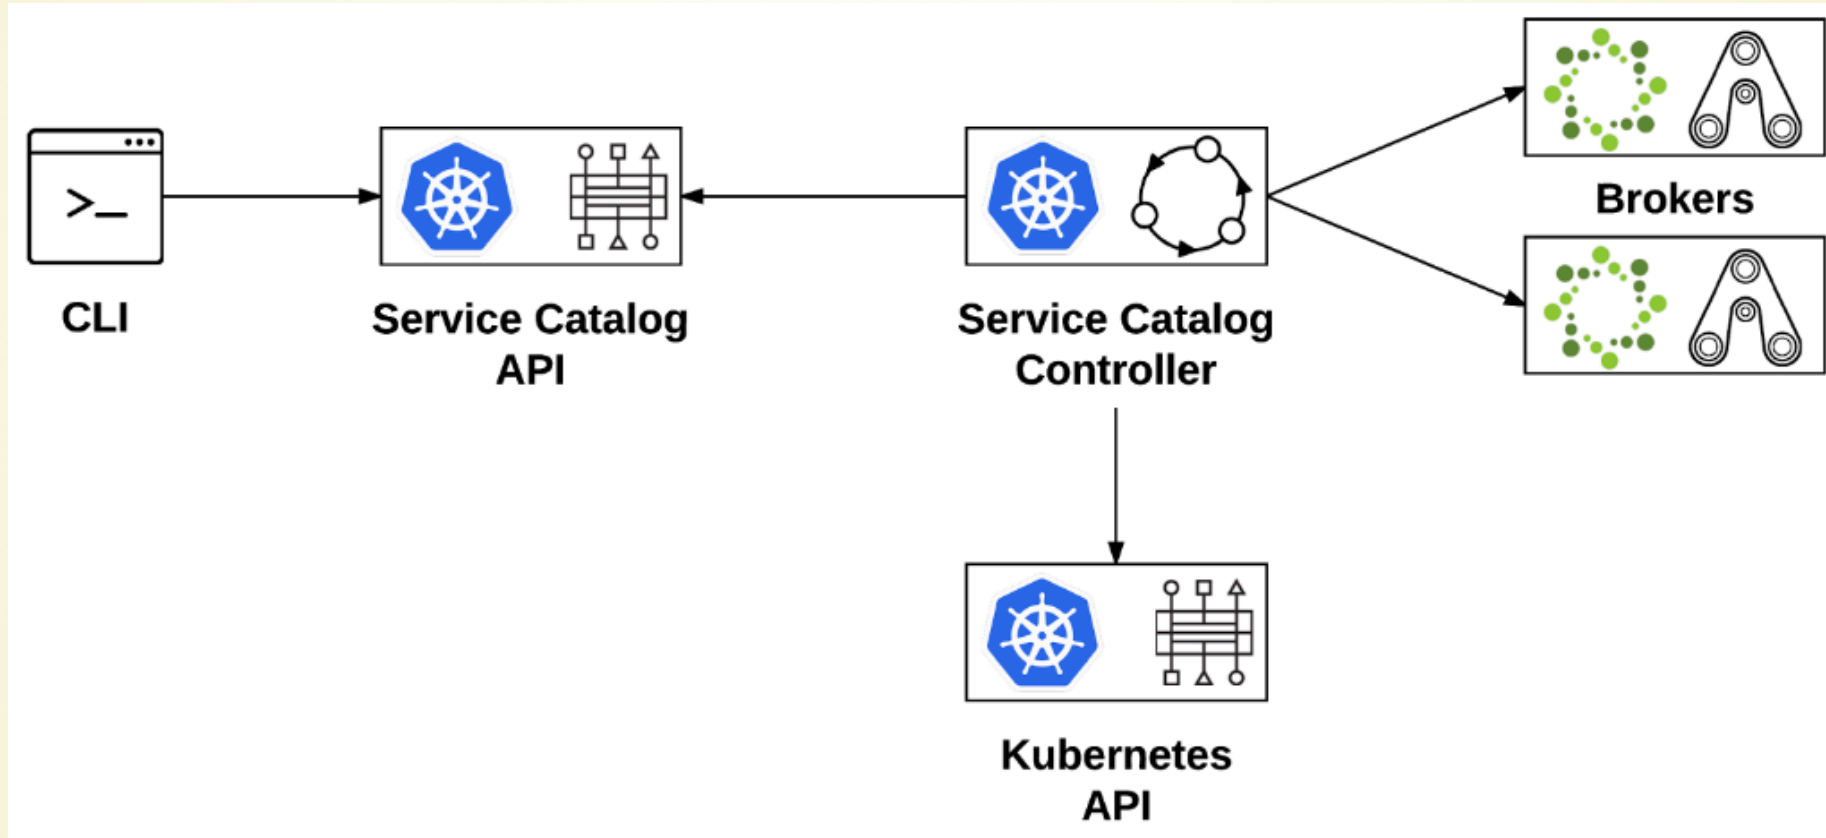 >_
CLI
Service Catalog
API
Service Catalog
Controller
Brokers
Kubernetes
API